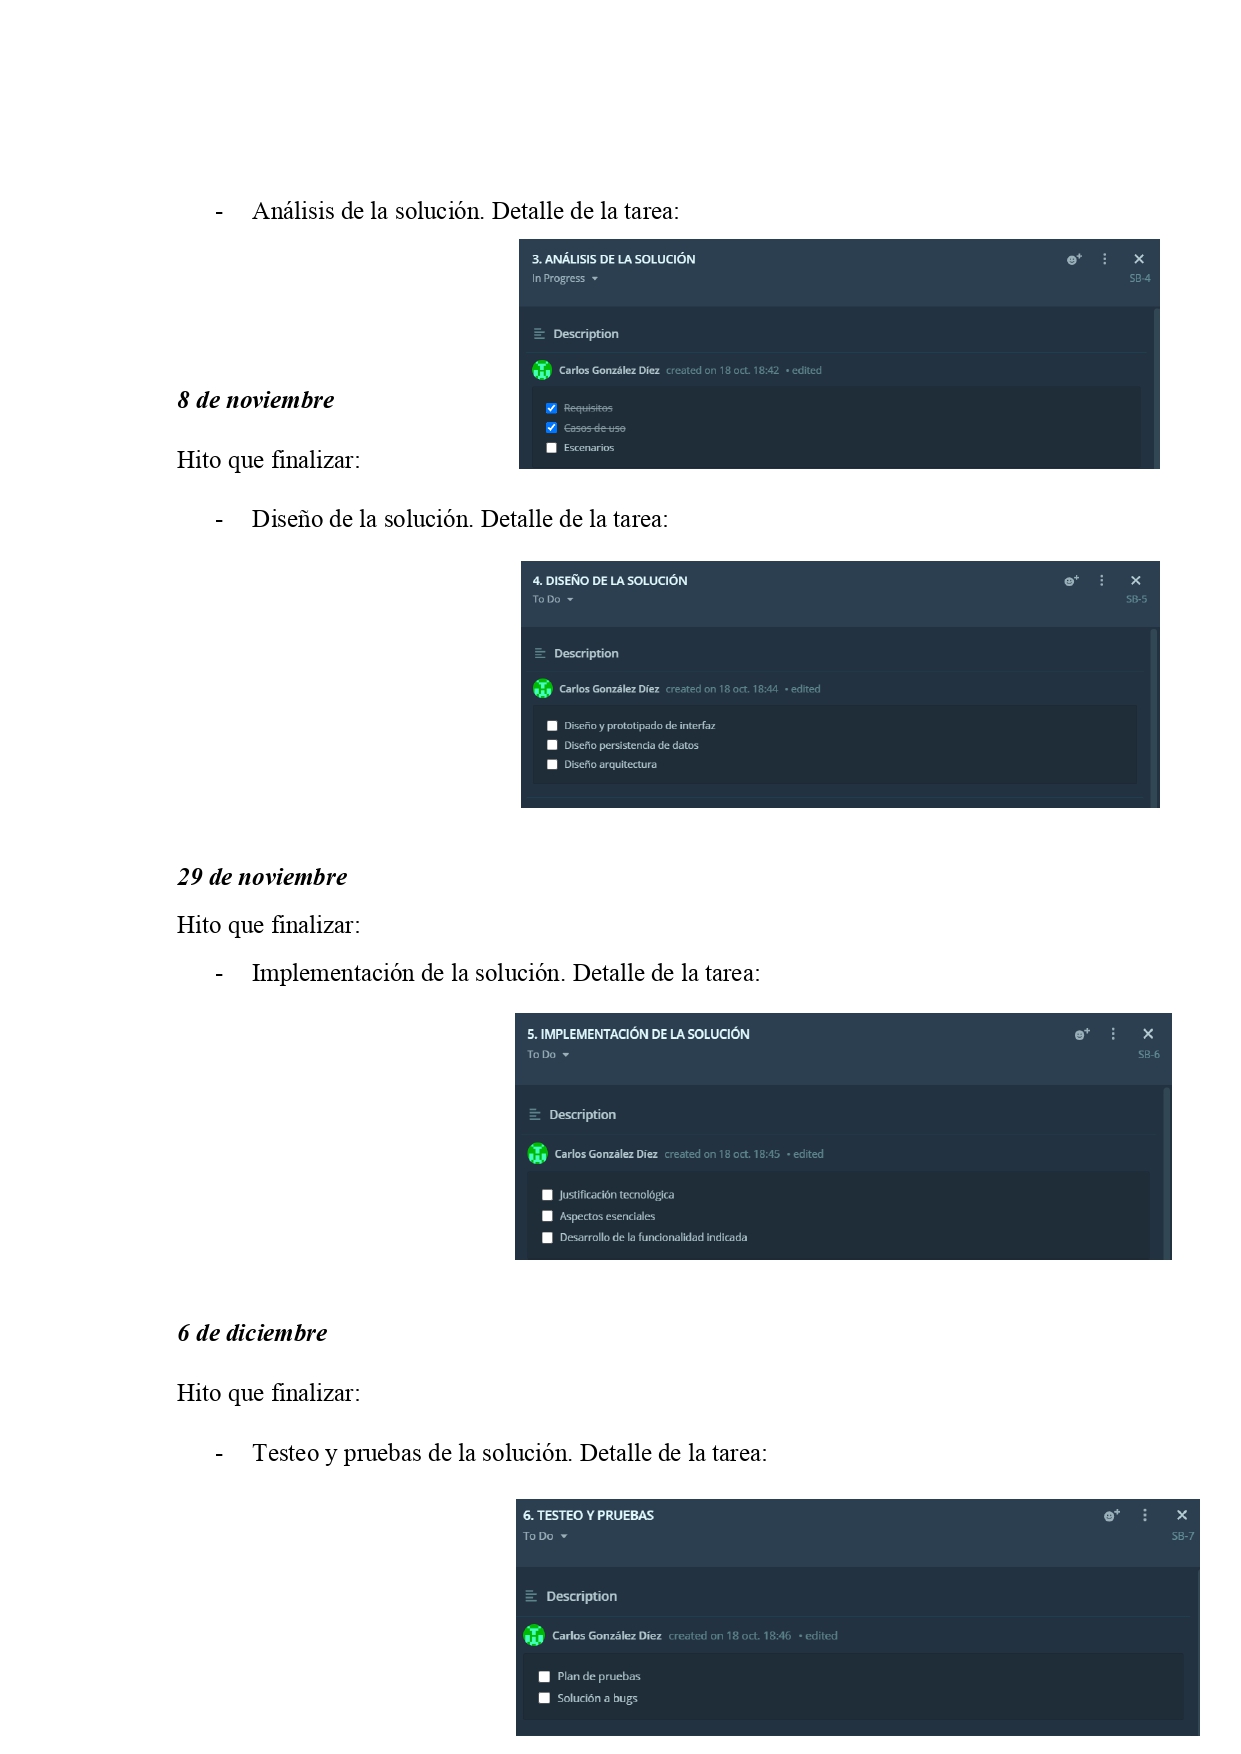 - Análisis de la solución. Detalle de la tarea:
3. ANÁLISIS DE LA SOLUCIÓN
In Progress
SB-4
Description
Carlos González Díez created on 18 oct. 18:42 • edited
Requisitos
Casos de uso
Escenarios
8 de noviembre
Hito que finalizar:
- Diseño de la solución. Detalle de la tarea:
4. DISEÑO DE LA SOLUCIÓN
To Do
SB-5
Description
Carlos González Díez created on 18 oct. 18:44 • edited
Diseño y prototipado de interfaz
Diseño persistencia de datos
Diseño arquitectura
29 de noviembre
Hito que finalizar:
- Implementación de la solución. Detalle de la tarea:
5. IMPLEMENTACIÓN DE LA SOLUCIÓN
To Do
SB-6
Description
Carlos González Díez created on 18 oct. 18:45 • edited
Justificación tecnológica
Aspectos esenciales
Desarrollo de la funcionalidad indicada
6 de diciembre
Hito que finalizar:
- Testeo y pruebas de la solución. Detalle de la tarea:
6. TESTEO Y PRUEBAS
To Do
SB-7
Description
Carlos González Díez created on 18 oct. 18:46 • edited
Plan de pruebas
Solución a bugs